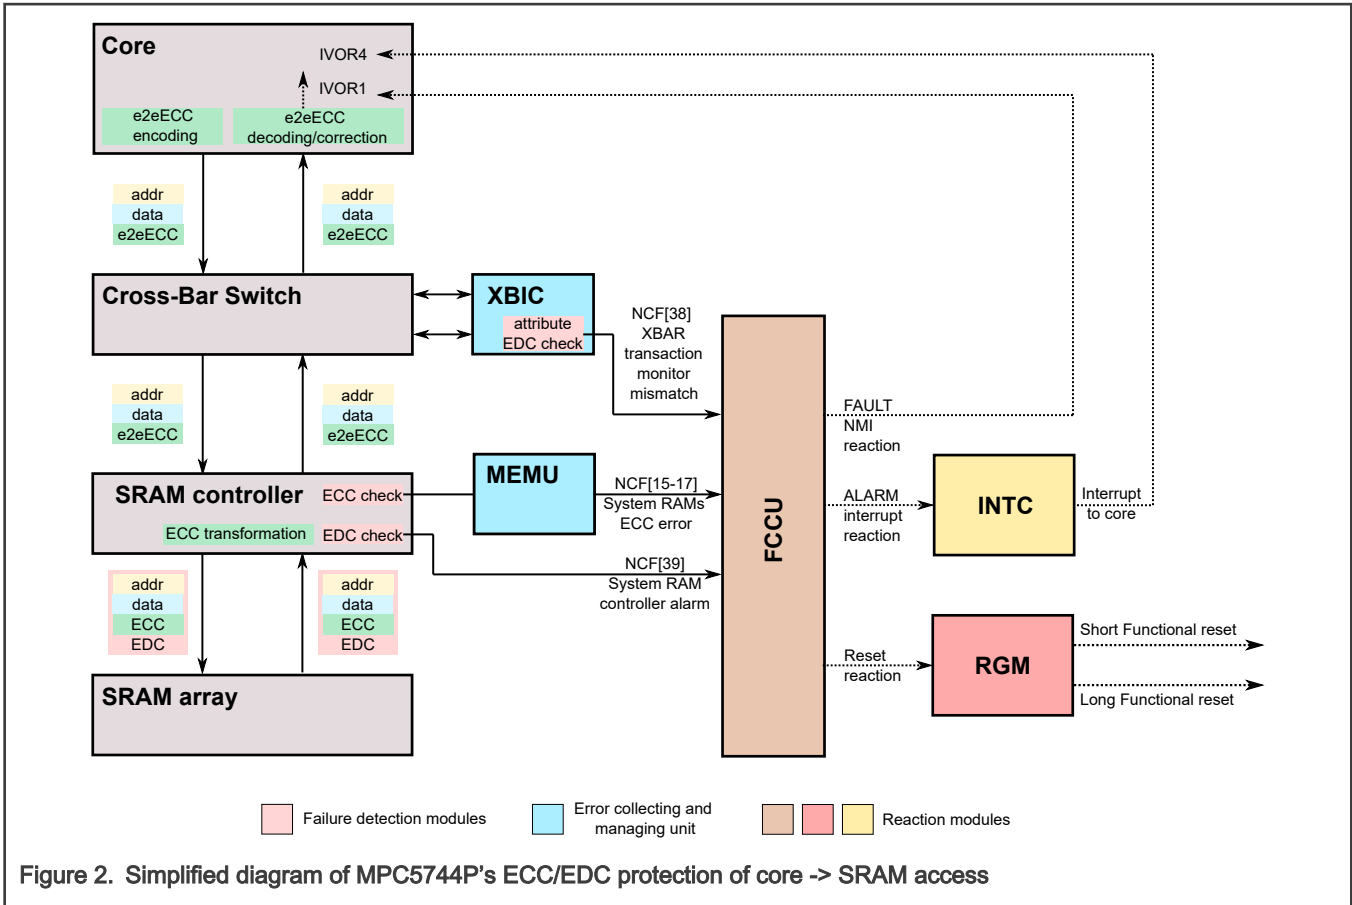 Core
IVOR4
IVOR1
e2eECC
encoding
e2eECC
decoding/correction
addr
data
e2eECC
addr
data
e2eECC
Cross-Bar Switch
XBIC
attribute
EDC check
NCF[38]
XBAR
transaction
monitor
mismatch
addr
data
e2eECC
addr
data
e2eECC
FAULT
NMI
reaction
SRAM controller
ECC check
ECC transformation
EDC check
MEMU
NCF[15-17]
System RAMs
ECC error
NCF[39]
System RAM
controller alarm
FCCU
ALARM
interrupt
reaction
INTC
Interrupt
to core
addr
data
ECC
EDC
addr
data
ECC
EDC
Reset
reaction
RGM
Short Functional reset
Long Functional reset
SRAM array
Failure detection modules
Error collecting and
managing unit
Reaction modules
Figure 2. Simplified diagram of MPC5744P's ECC/EDC protection of core -> SRAM access